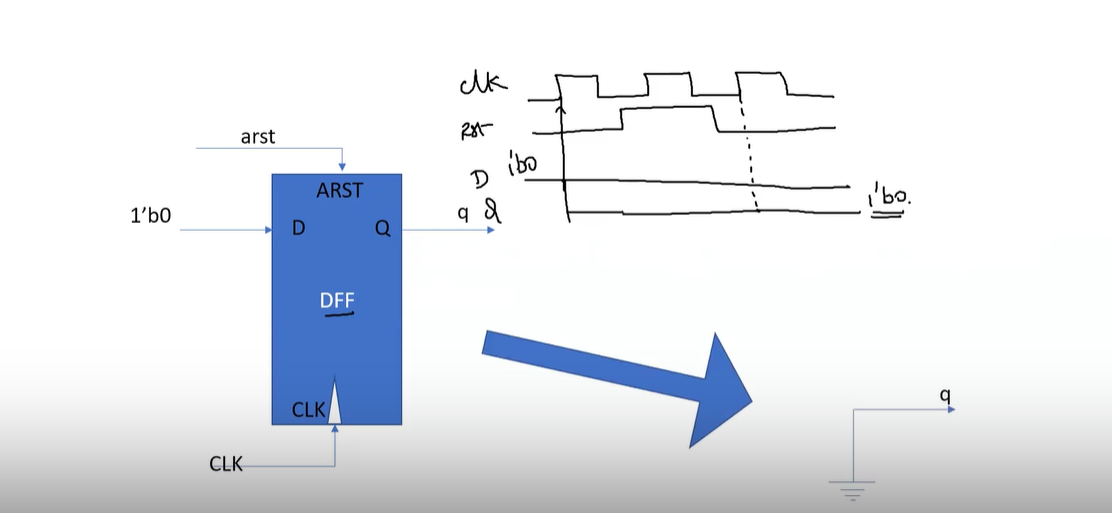 clk
Rst
1'b0
D
q Q
1'b0.
arst
ARST
1'b0
D Q
DFF
CLK
CLK
q